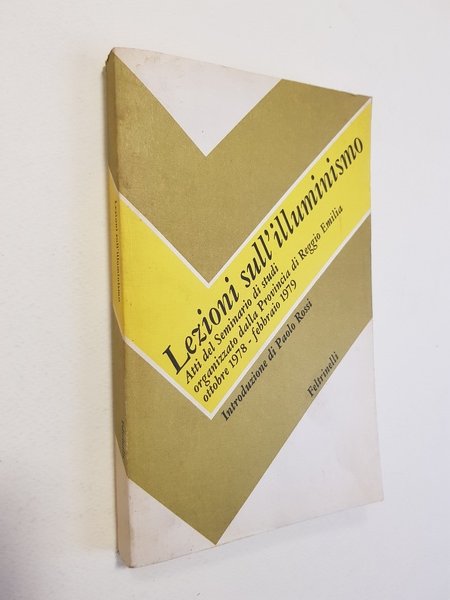 Lezioni sull'illuminismo
Atti del Seminario di studi
organizzato dalla Provincia di Reggio Emilia
ottobre 1978 - febbraio 1979
Introduzione di Paolo Rossi
Feltrinelli
Lezioni sull'illuminismo